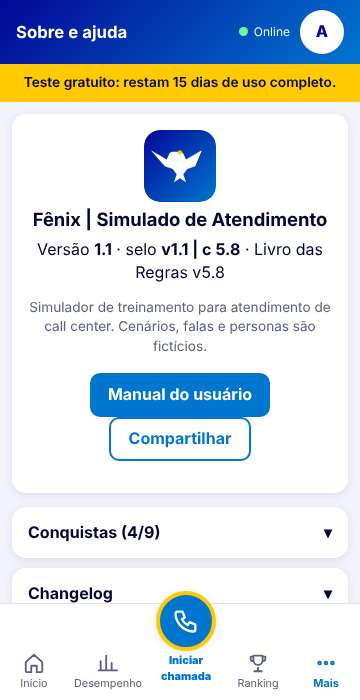 Sobre e ajuda
Online
A
Teste gratuito: restam 15 dias de uso completo.
Fênix | Simulado de Atendimento
Versão 1.1 · selo v1.1 | c 5.8 · Livro das
Regras v5.8
Simulador de treinamento para atendimento de
call center. Cenários, falas e personas são
fictícios.
Manual do usuário
Compartilhar
Conquistas (4/9)
Changelog
Início
Desempenho
Iniciar
chamada
Ranking
Mais